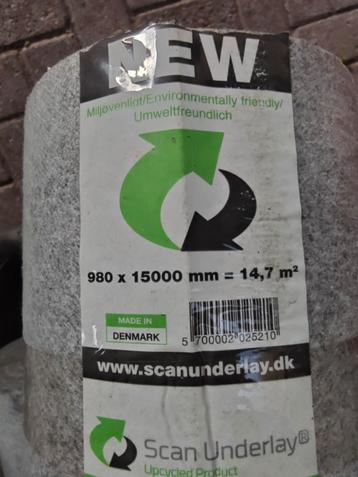 NEW
Miljøvenligt/Environmentally friendly/
Umweltfreundlich
980 x 15000 mm = 14,7 m²
MADE IN
DENMARK
5 700002 025210
www.scanunderlay.dk
Scan Underlay®
Upcycled Product